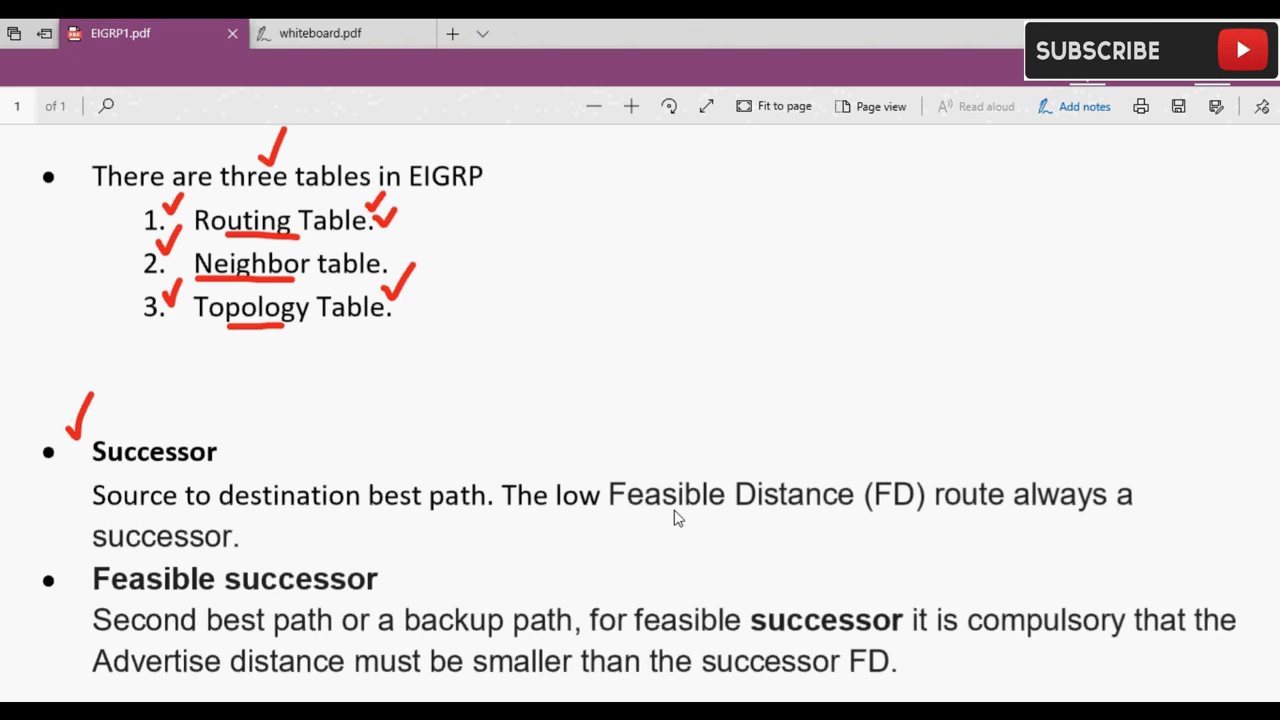 EIGRP1.pdf
whiteboard.pdf
SUBSCRIBE
1 of 1
Fit to page
Page view
Read aloud
Add notes
• There are three tables in EIGRP
1. Routing Table.
2. Neighbor table.
3. Topology Table.
• Successor
Source to destination best path. The low Feasible Distance (FD) route always a
successor.
• Feasible successor
Second best path or a backup path, for feasible successor it is compulsory that the
Advertise distance must be smaller than the successor FD.